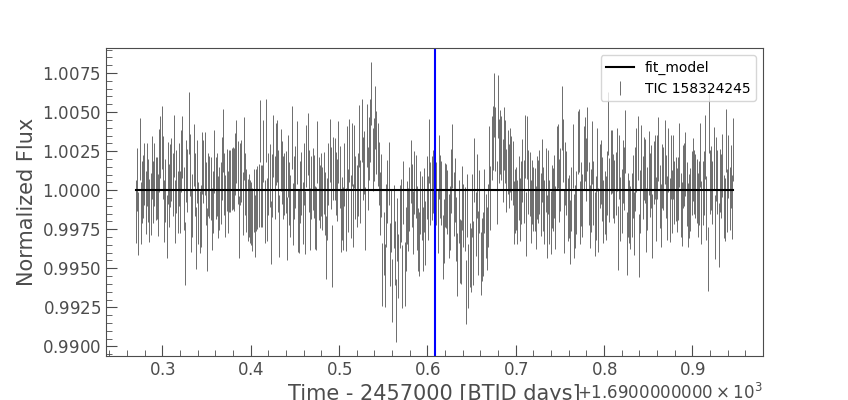 fit_model
TIC 158324245
Normalized Flux
1.0075
1.0050
1.0025
1.0000
0.9975
0.9950
0.9925
0.9900
0.3 0.4 0.5 0.6 0.7 0.8 0.9
Time - 2457000 [BTJD days]
+1.6900000000 × 10³